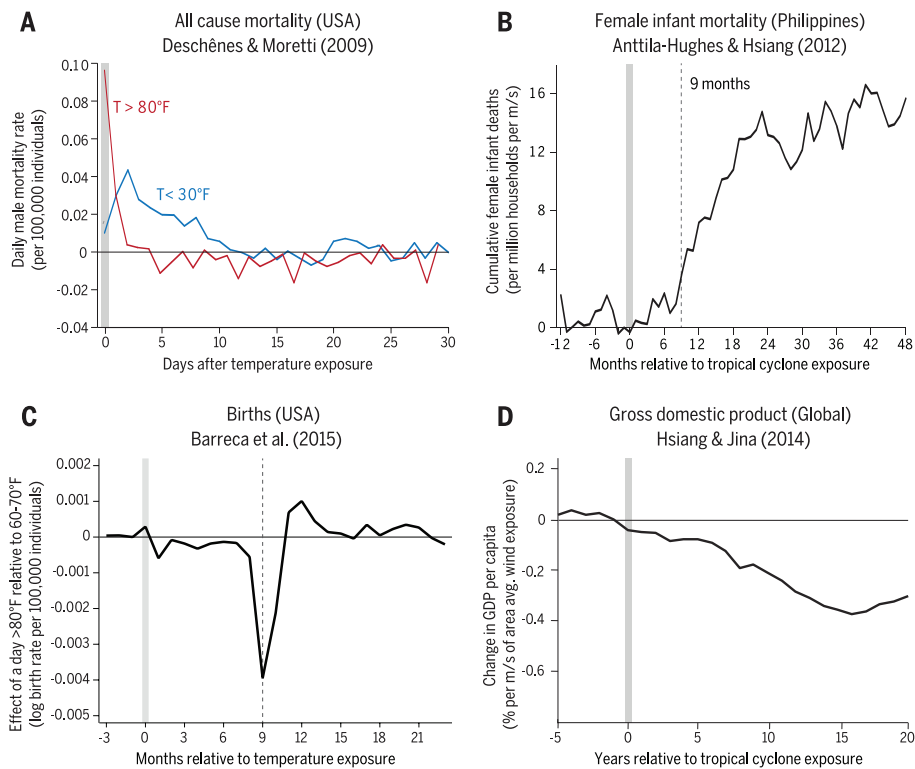 A
All cause mortality (USA)
Deschênes & Moretti (2009)
Daily male mortality rate
(per 100,000 individuals)
0.10
0.08
0.06
0.04
0.02
0
-0.02
-0.04
T > 80°F
T< 30°F
0
5
10
15
20
25
30
Days after temperature exposure
B
Female infant mortality (Philippines)
Anttila-Hughes & Hsiang (2012)
Cumulative female infant deaths
(per million households per m/s)
16
12
8
4
0
9 months
-12
-6
0
6
12
18
24
30
36
42
48
Months relative to tropical cyclone exposure
C
Births (USA)
Barreca et al. (2015)
Effect of a day >80°F relative to 60-70°F
(log birth rate per 100,000 individuals)
0.002
0.001
0
-0.001
-0.002
-0.003
-0.004
-0.005
-3
0
3
6
9
12
15
18
21
Months relative to temperature exposure
D
Gross domestic product (Global)
Hsiang & Jina (2014)
Change in GDP per capita
(% per m/s of area avg. wind exposure)
0.2
0
-0.2
-0.4
-0.6
-5
0
5
10
15
20
Years relative to tropical cyclone exposure